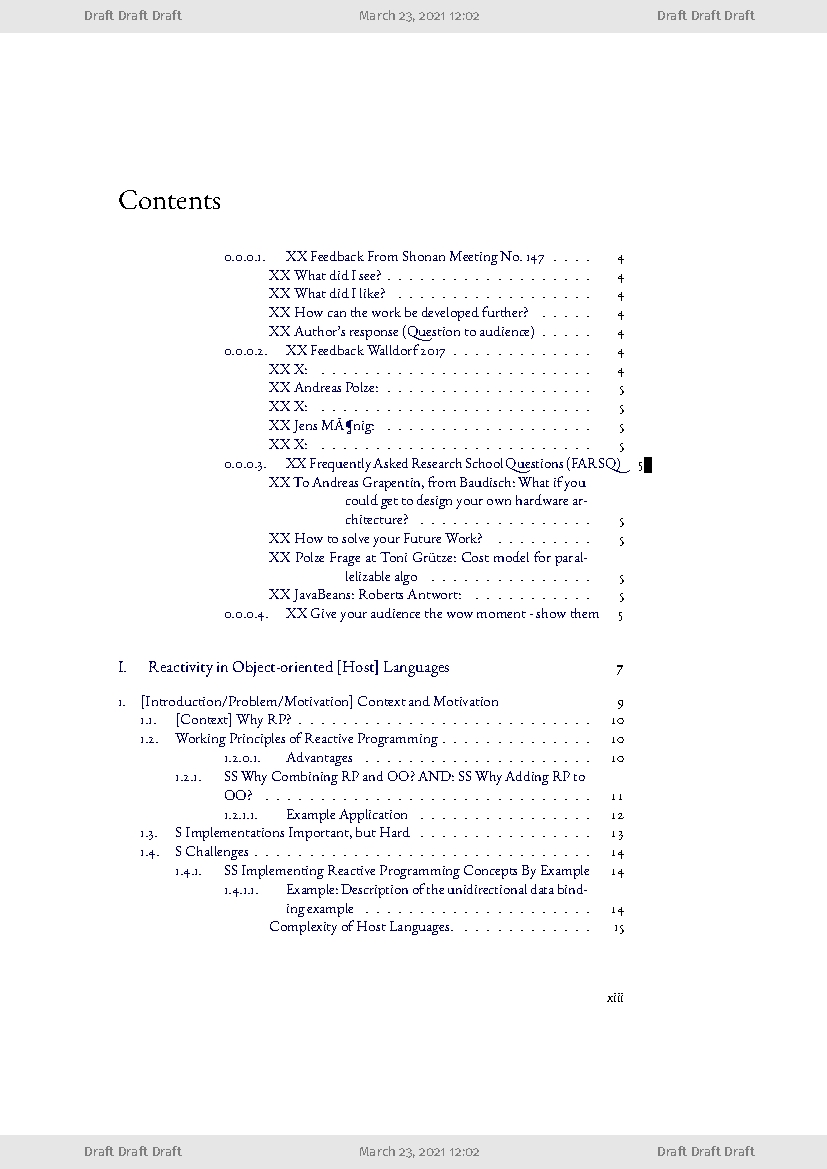 Draft Draft Draft March 23, 2021 12:02 Draft Draft Draft
Contents
0.0.0.1. XX Feedback From Shonan Meeting No. 147 . . . . 4
XX What did I see? . . . . . . . . . . . . . . . . . . . 4
XX What did I like? . . . . . . . . . . . . . . . . . . 4
XX How can the work be developed further? . . . . . 4
XX Author's response (Question to audience) . . . . . 4
0.0.0.2. XX Feedback Walldorf 2017 . . . . . . . . . . . . . 4
XX X: . . . . . . . . . . . . . . . . . . . . . . . . . 4
XX Andreas Polze: . . . . . . . . . . . . . . . . . . . 5
XX X: . . . . . . . . . . . . . . . . . . . . . . . . . 5
XX Jens MÃ¶nig: . . . . . . . . . . . . . . . . . . . 5
XX X: . . . . . . . . . . . . . . . . . . . . . . . . . 5
0.0.0.3. XX Frequently Asked Research School Questions (FARSQ) 5
XX To Andreas Grapentin, from Baudisch: What if you
could get to design your own hardware ar-
chitecture? . . . . . . . . . . . . . . . . 5
XX How to solve your Future Work? . . . . . . . . . 5
XX Polze Frage at Toni Grütze: Cost model for paral-
lelizable algo . . . . . . . . . . . . . . . 5
XX JavaBeans: Roberts Antwort: . . . . . . . . . . . 5
0.0.0.4. XX Give your audience the wow moment - show them 5
I. Reactivity in Object-oriented [Host] Languages 7
1. [Introduction/Problem/Motivation] Context and Motivation 9
1.1. [Context] Why RP? . . . . . . . . . . . . . . . . . . . . . . . . . . . 10
1.2. Working Principles of Reactive Programming . . . . . . . . . . . . . . 10
1.2.0.1. Advantages . . . . . . . . . . . . . . . . . . . . . 10
1.2.1. SS Why Combining RP and OO? AND: SS Why Adding RP to
OO? . . . . . . . . . . . . . . . . . . . . . . . . . . . . . . 11
1.2.1.1. Example Application . . . . . . . . . . . . . . . . 12
1.3. S Implementations Important, but Hard . . . . . . . . . . . . . . . . 13
1.4. S Challenges . . . . . . . . . . . . . . . . . . . . . . . . . . . . . . . 14
1.4.1. SS Implementing Reactive Programming Concepts By Example 14
1.4.1.1. Example: Description of the unidirectional data bind-
ing example . . . . . . . . . . . . . . . . . . . . . 14
Complexity of Host Languages. . . . . . . . . . . . . 15
xiii
Draft Draft Draft March 23, 2021 12:02 Draft Draft Draft